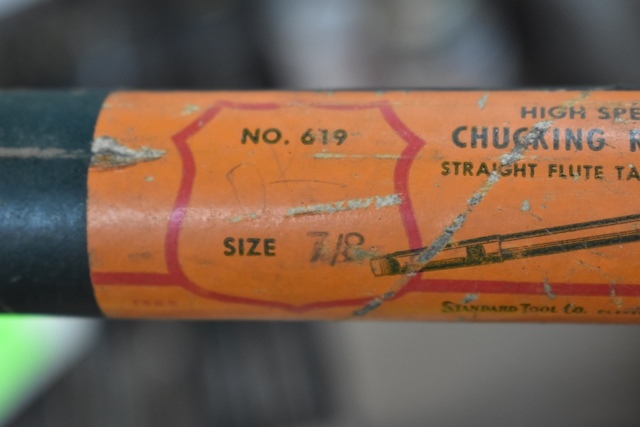 NO. 619
SIZE 7/8
HIGH SPE
CHUCKING R
STRAIGHT FLUTE TA
STANDARD TOOL Co.